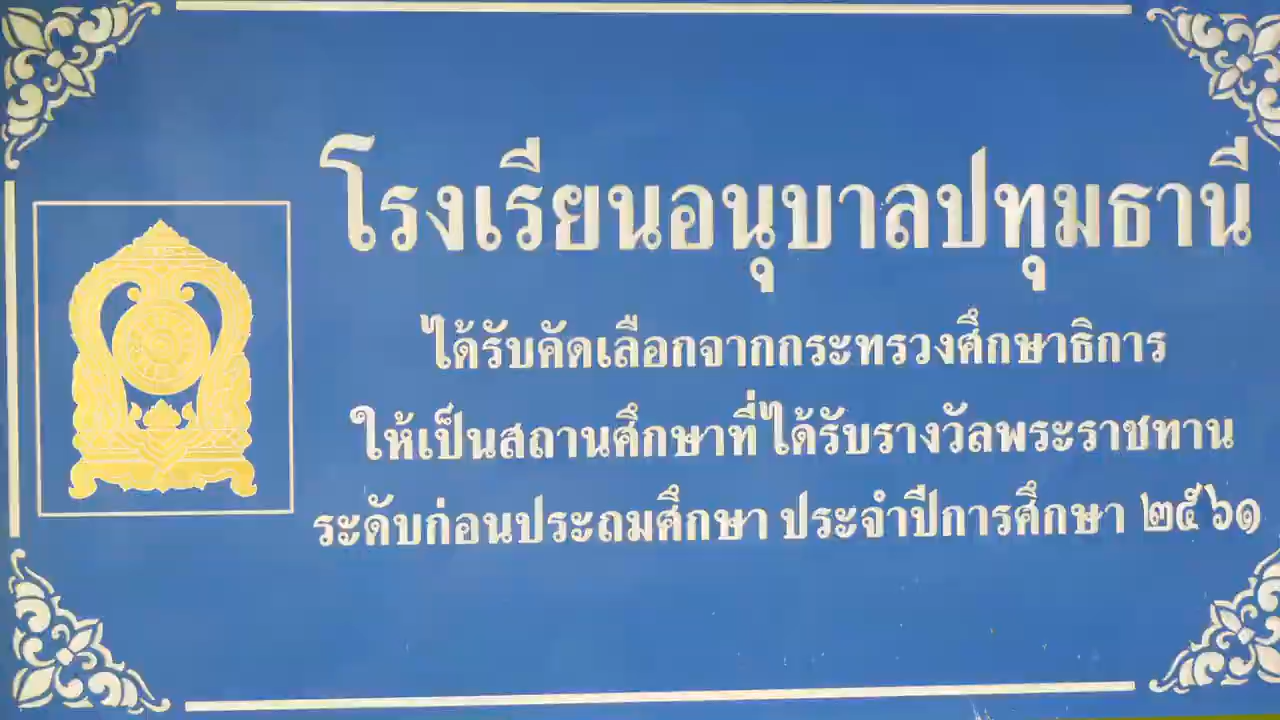 โรงเรียนอนุบาลปทุมธานี
ได้รับคัดเลือกจากกระทรวงศึกษาธิการ
ให้เป็นสถานศึกษาที่ได้รับรางวัลพระราชทาน
ระดับก่อนประถมศึกษา ประจำปีการศึกษา ๒๕๖๑